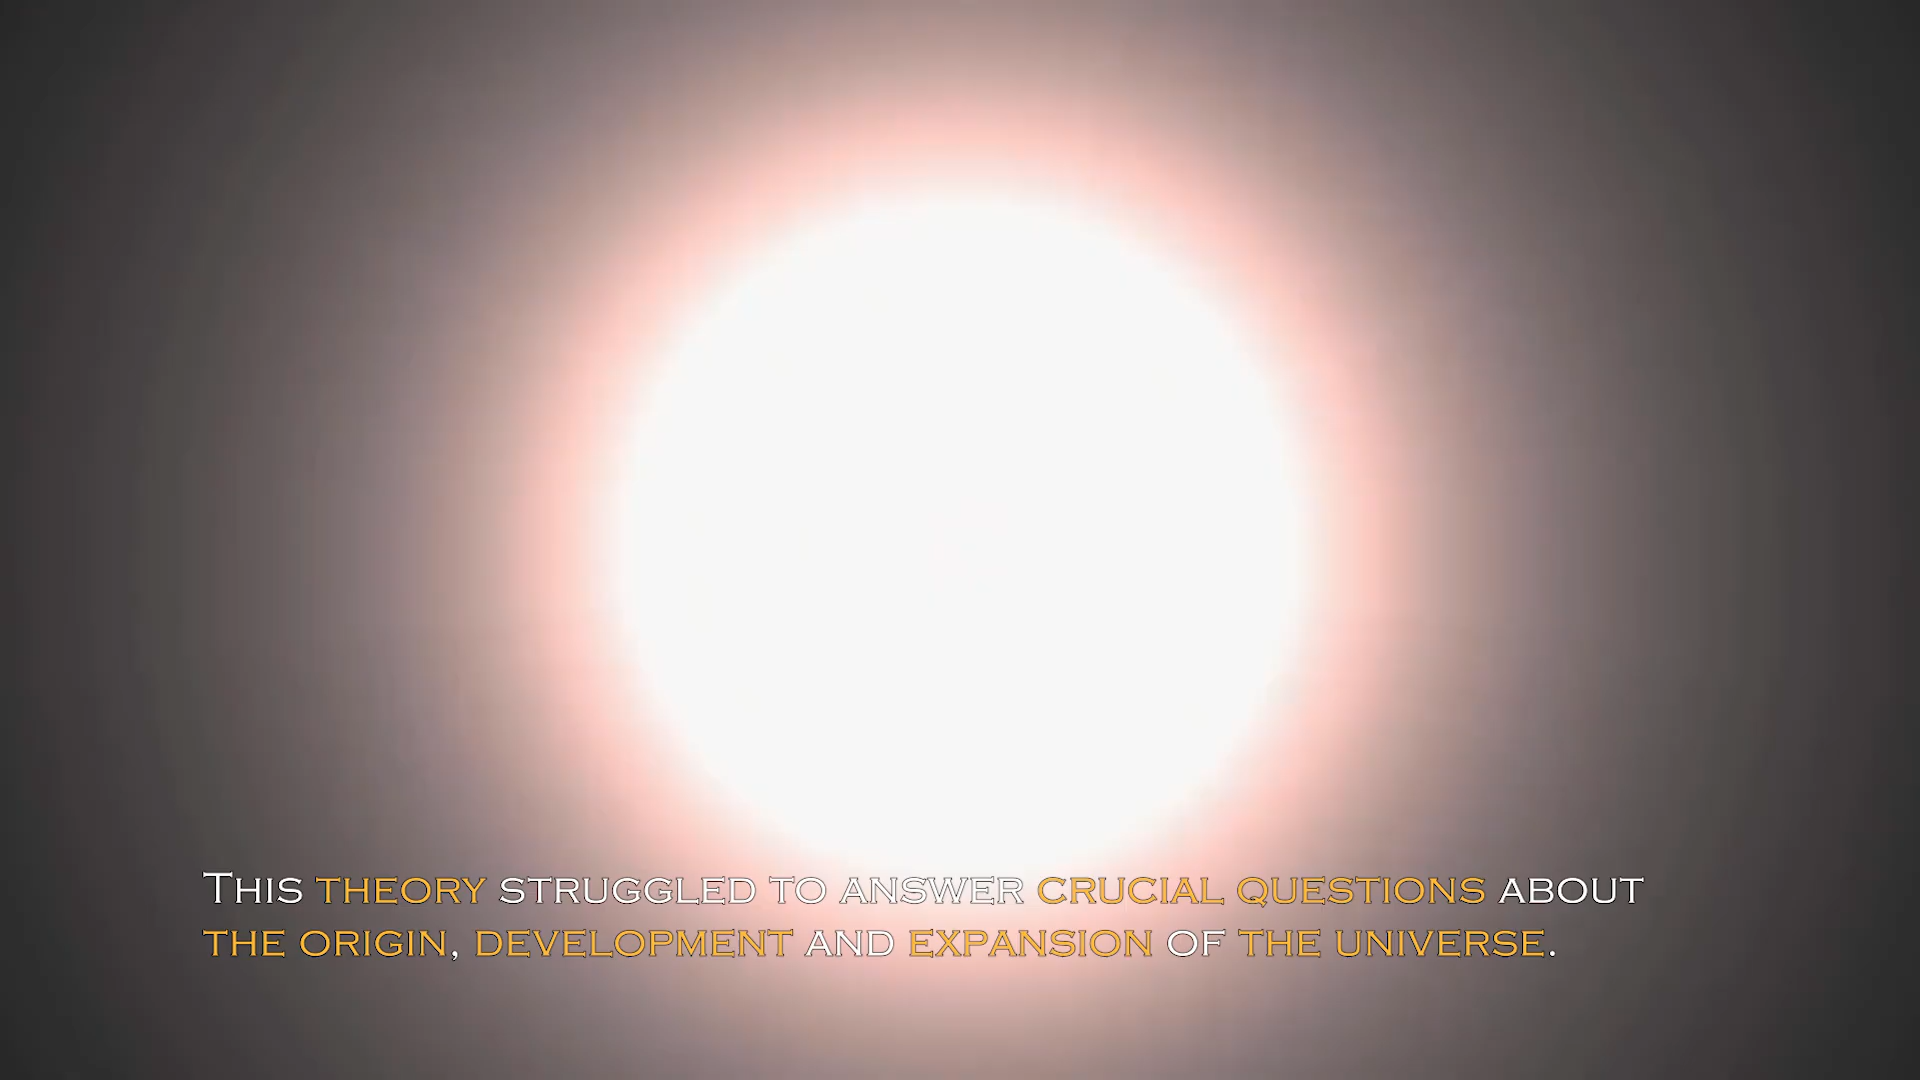 This theory struggled to answer crucial questions about
the origin, development and expansion of the universe.